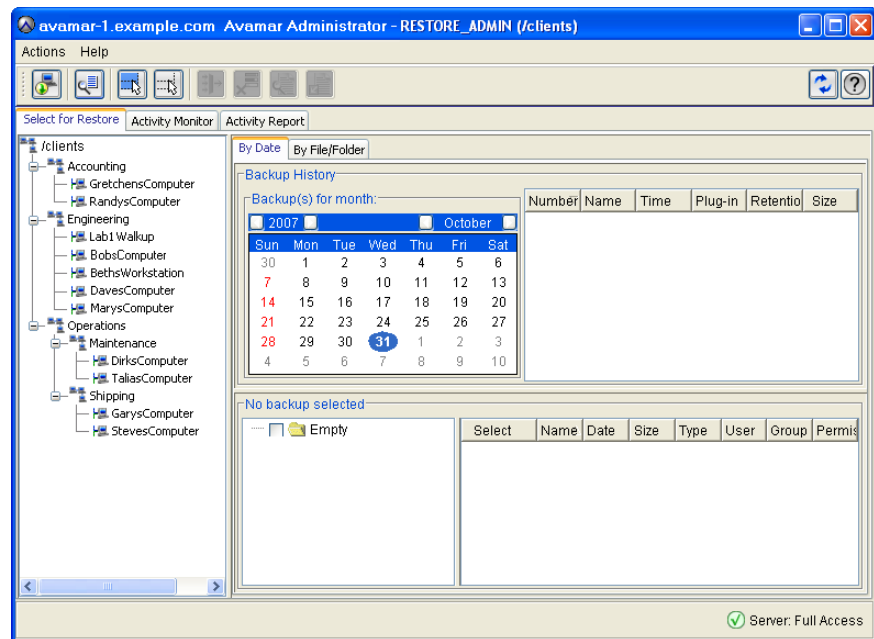 avamar-1.example.com Avamar Administrator - RESTORE_ADMIN (/clients)
Actions Help
Select for Restore Activity Monitor Activity Report
/clients
Accounting
GretchensComputer
RandysComputer
Engineering
Lab1 Walkup
BobsComputer
BethsWorkstation
DavesComputer
MarysComputer
Operations
Maintenance
DirksComputer
TaliasComputer
Shipping
GarysComputer
StevesComputer
By Date By File/Folder
Backup History
Backup(s) for month:
2007 October
Sun Mon Tue Wed Thu Fri Sat
30 1 2 3 4 5 6
7 8 9 10 11 12 13
14 15 16 17 18 19 20
21 22 23 24 25 26 27
28 29 30 31 1 2 3
4 5 6 7 8 9 10
Number Name Time Plug-in Retentio Size
No backup selected
Empty
Select Name Date Size Type User Group Permis
Server: Full Access